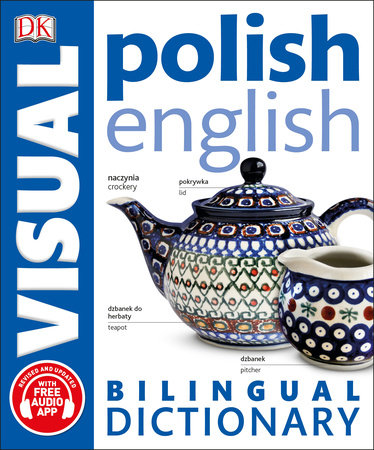 DK
VISUAL
polish
english
naczynia
crockery
pokrywka
lid
dzbanek do
herbaty
teapot
dzbanek
pitcher
REVISED AND UPDATED
WITH
FREE
AUDIO
APP
BILINGUAL
DICTIONARY